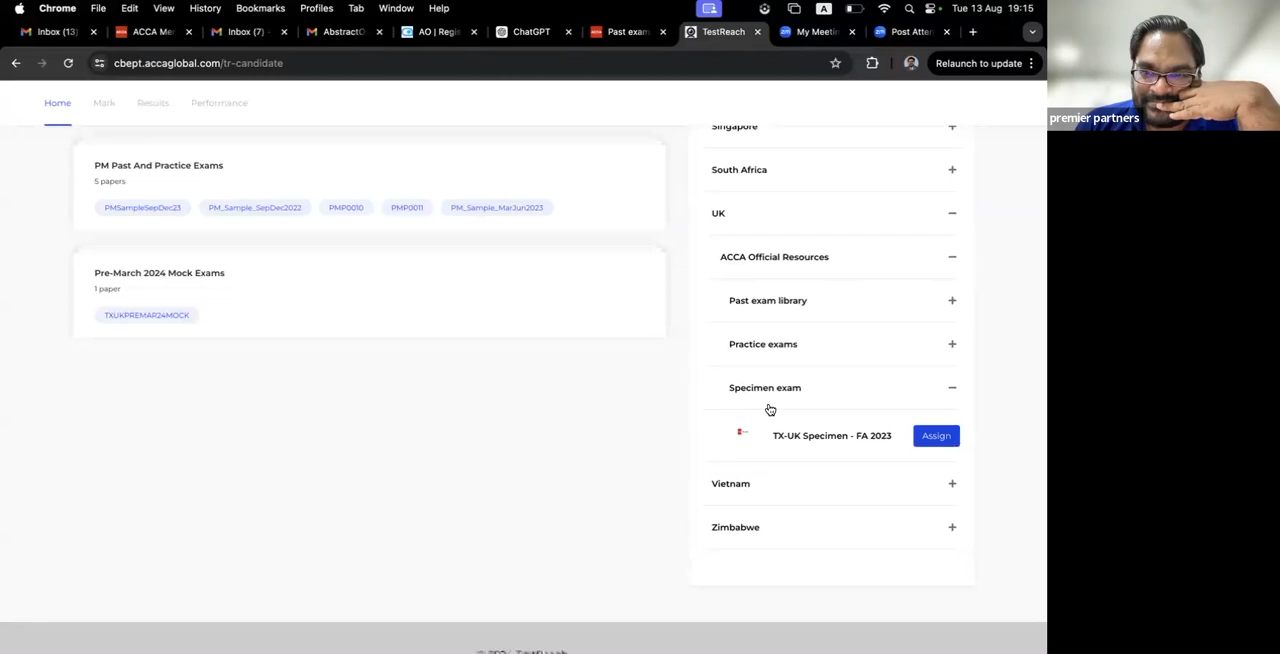 Chrome File Edit View History Bookmarks Profiles Tab Window Help A Tue 13 Aug 19:15
Inbox (13) ACCA Me Inbox (7) AbstractO AO | Regis ChatGPT Past exam TestReach My Meeti Post Atten
cbept.accaglobal.com/tr-candidate Relaunch to update
premier partners
Home Mark Results Performance
PM Past And Practice Exams
5 papers
PMSampleSepDec23 PM_Sample_SepDec2022 PMP0010 PMP0011 PM_Sample_MarJun2023
Pre-March 2024 Mock Exams
1 paper
TXUKPREMAR24MOCK
Singapore
South Africa
UK
ACCA Official Resources
Past exam library
Practice exams
Specimen exam
TX-UK Specimen - FA 2023 Assign
Vietnam
Zimbabwe